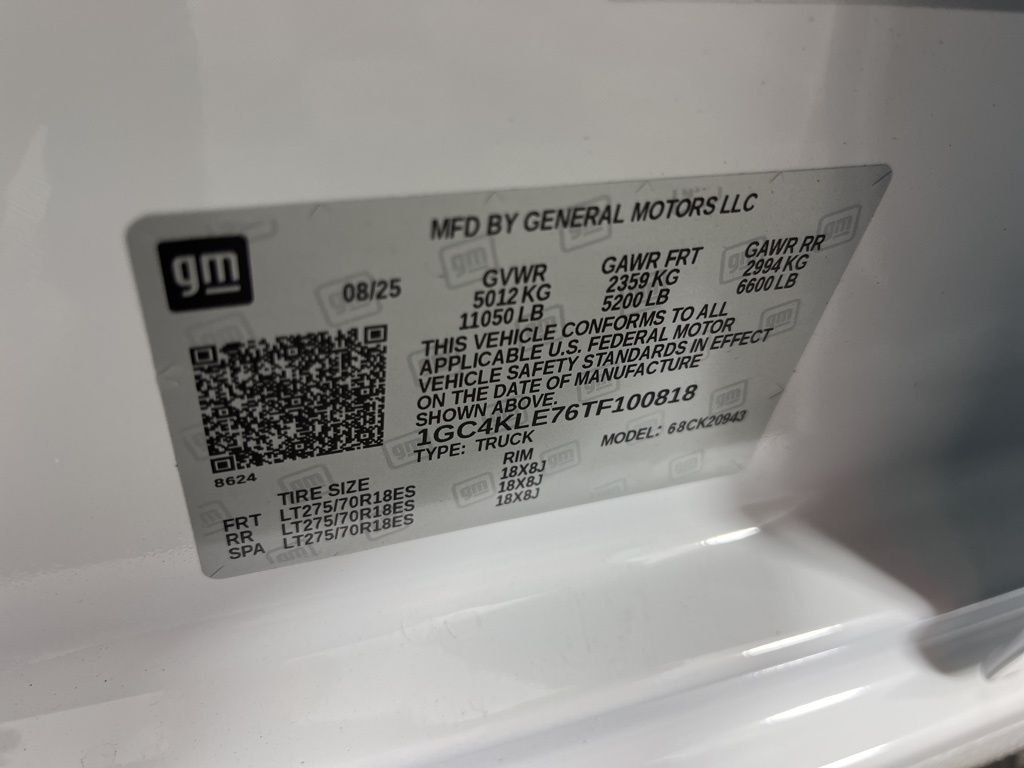 MFD BY GENERAL MOTORS LLC
gm
08/25
GVWR
5012 KG
11050 LB
GAWR FRT
2359 KG
5200 LB
GAWR RR
2994 KG
6600 LB
THIS VEHICLE CONFORMS TO ALL
APPLICABLE U.S. FEDERAL MOTOR
VEHICLE SAFETY STANDARDS IN EFFECT
ON THE DATE OF MANUFACTURE
SHOWN ABOVE.
1GC4KLE76TF100818
TYPE: TRUCK
MODEL: 68CK20943
8624
TIRE SIZE RIM
FRT LT275/70R18ES 18X8J
RR LT275/70R18ES 18X8J
SPA LT275/70R18ES 18X8J